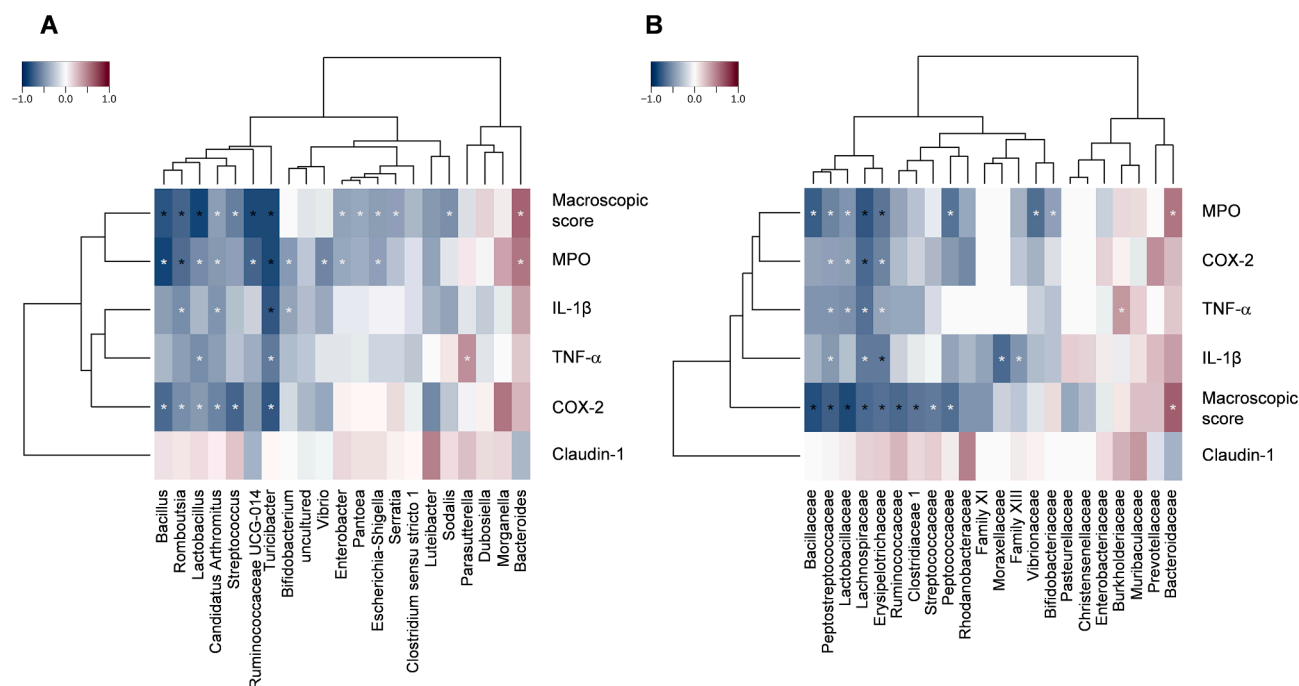 A
−1.0 0.0 1.0
Macroscopic
score
* * * * * * * * * * * * *
MPO
* * * * * * * * * * *
IL-1β
* * * *
TNF-α
* * *
COX-2
* * * * * *
Claudin-1
Bacillus
Romboutsia
Lactobacillus
Candidatus Arthromitus
Streptococcus
Ruminococcaceae UCG-014
Turicibacter
Bifidobacterium
uncultured
Vibrio
Enterobacter
Pantoea
Escherichia-Shigella
Serratia
Clostridium sensu stricto 1
Luteibacter
Sodalis
Parasutterella
Dubosiella
Morganella
Bacteroides
B
−1.0 0.0 1.0
MPO
* * * * * * * * *
COX-2
* * * *
TNF-α
* * * * *
IL-1β
* * * * *
Macroscopic
score
* * * * * * * * * *
Claudin-1
Bacillaceae
Peptostreptococcaceae
Lactobacillaceae
Lachnospiraceae
Erysipelotrichaceae
Ruminococcaceae
Clostridiaceae 1
Streptococcaceae
Peptococcaceae
Rhodanobacteraceae
Family XI
Moraxellaceae
Family XIII
Vibrionaceae
Bifidobacteriaceae
Pasteurellaceae
Christensenellaceae
Enterobacteriaceae
Burkholderiaceae
Muribaculaceae
Prevotellaceae
Bacteroidaceae